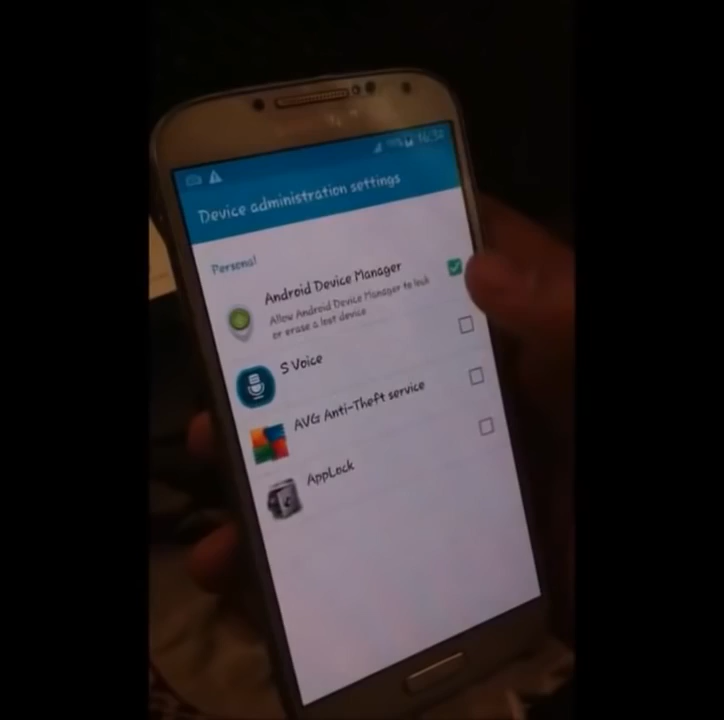 Device administration settings
Personal
Android Device Manager
Allow Android Device Manager to lock
or erase a lost device
S Voice
AVG Anti-Theft service
AppLock